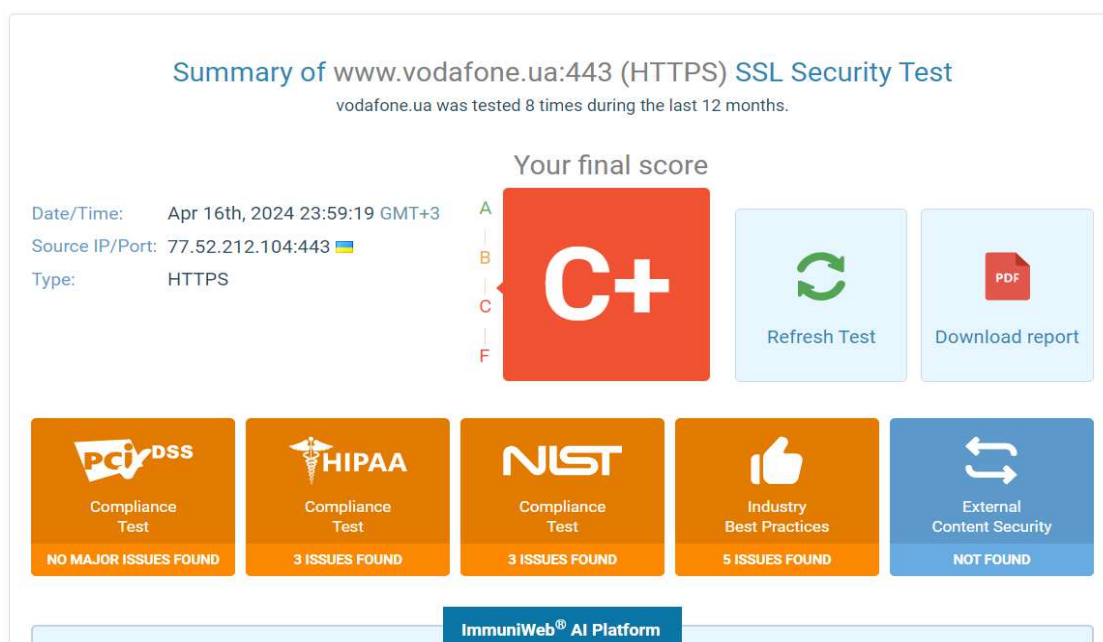 Summary of www.vodafone.ua:443 (HTTPS) SSL Security Test
vodafone.ua was tested 8 times during the last 12 months.
Your final score
Date/Time: Apr 16th, 2024 23:59:19 GMT+3
Source IP/Port: 77.52.212.104:443
Type: HTTPS
A
B
C
F
C+
Refresh Test
PDF
Download report
PCI DSS
Compliance
Test
NO MAJOR ISSUES FOUND
HIPAA
Compliance
Test
3 ISSUES FOUND
NIST
Compliance
Test
3 ISSUES FOUND
Industry
Best Practices
5 ISSUES FOUND
External
Content Security
NOT FOUND
ImmuniWeb® AI Platform